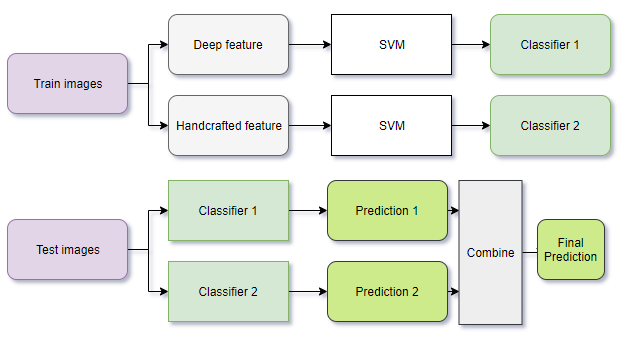 Deep feature
SVM
Classifier 1
Train images
Handcrafted feature
SVM
Classifier 2
Classifier 1
Prediction 1
Test images
Combine
Final
Prediction
Classifier 2
Prediction 2